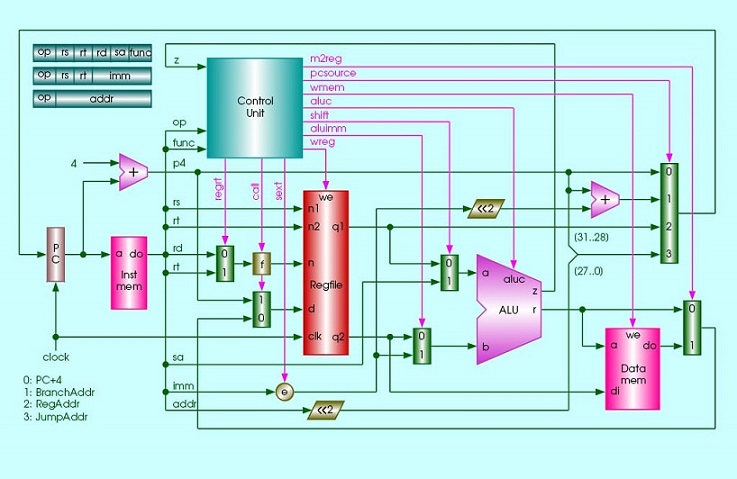 op rs rt rd sa func
op rs rt imm
op addr
z
Control
Unit
m2reg
pcsource
wmem
aluc
shift
aluimm
wreg
op
func
4
+
p4
regrt
call
sext
we
rs
n1
rt
n2
q1
<<2
+
0
1
2
3
(31..28)
(27..0)
P
C
a do
Inst
mem
rd
rt
0
1
f
n
Regfile
1
0
d
clk
q2
0
1
a
aluc
ALU
z
r
b
0
1
0
1
we
a
do
Data
mem
di
clock
sa
imm
e
addr
<<2
0: PC+4
1: BranchAddr
2: RegAddr
3: JumpAddr